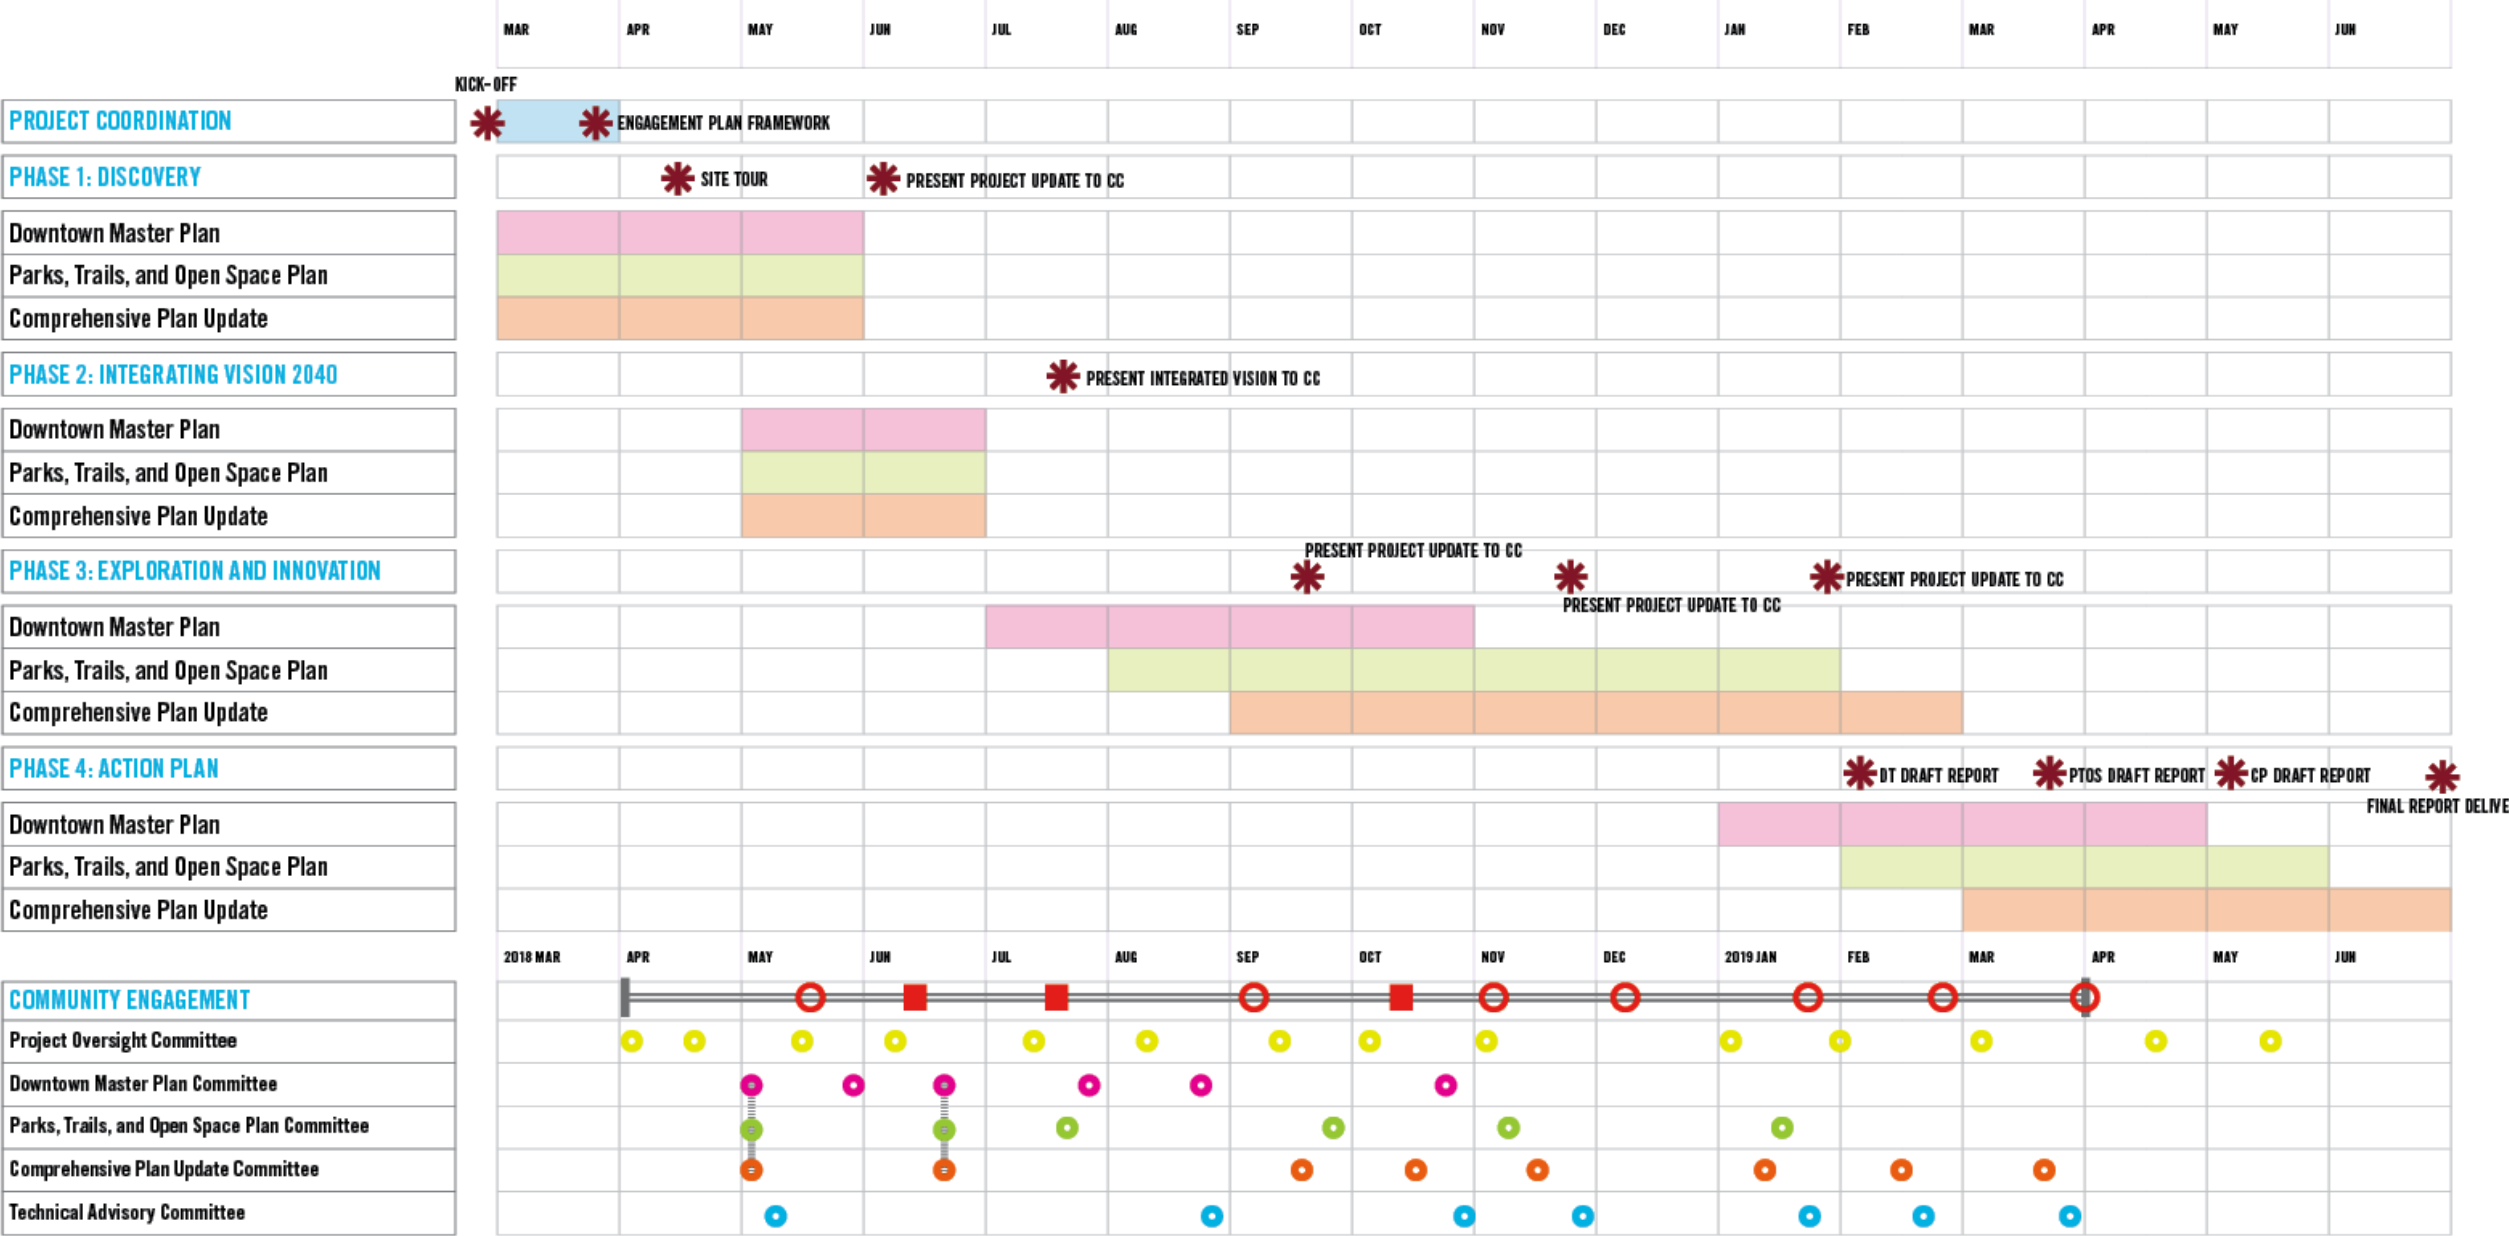 MAR APR MAY JUN JUL AUG SEP OCT NOV DEC JAN FEB MAR APR MAY JUN
KICK-OFF
PROJECT COORDINATION
ENGAGEMENT PLAN FRAMEWORK
PHASE 1: DISCOVERY
SITE TOUR
PRESENT PROJECT UPDATE TO CC
Downtown Master Plan
Parks, Trails, and Open Space Plan
Comprehensive Plan Update
PHASE 2: INTEGRATING VISION 2040
PRESENT INTEGRATED VISION TO CC
Downtown Master Plan
Parks, Trails, and Open Space Plan
Comprehensive Plan Update
PRESENT PROJECT UPDATE TO CC
PHASE 3: EXPLORATION AND INNOVATION
PRESENT PROJECT UPDATE TO CC
PRESENT PROJECT UPDATE TO CC
Downtown Master Plan
Parks, Trails, and Open Space Plan
Comprehensive Plan Update
PHASE 4: ACTION PLAN
DT DRAFT REPORT
PTOS DRAFT REPORT
CP DRAFT REPORT
FINAL REPORT DELIVE
Downtown Master Plan
Parks, Trails, and Open Space Plan
Comprehensive Plan Update
2018 MAR APR MAY JUN JUL AUG SEP OCT NOV DEC 2019 JAN FEB MAR APR MAY JUN
COMMUNITY ENGAGEMENT
Project Oversight Committee
Downtown Master Plan Committee
Parks, Trails, and Open Space Plan Committee
Comprehensive Plan Update Committee
Technical Advisory Committee